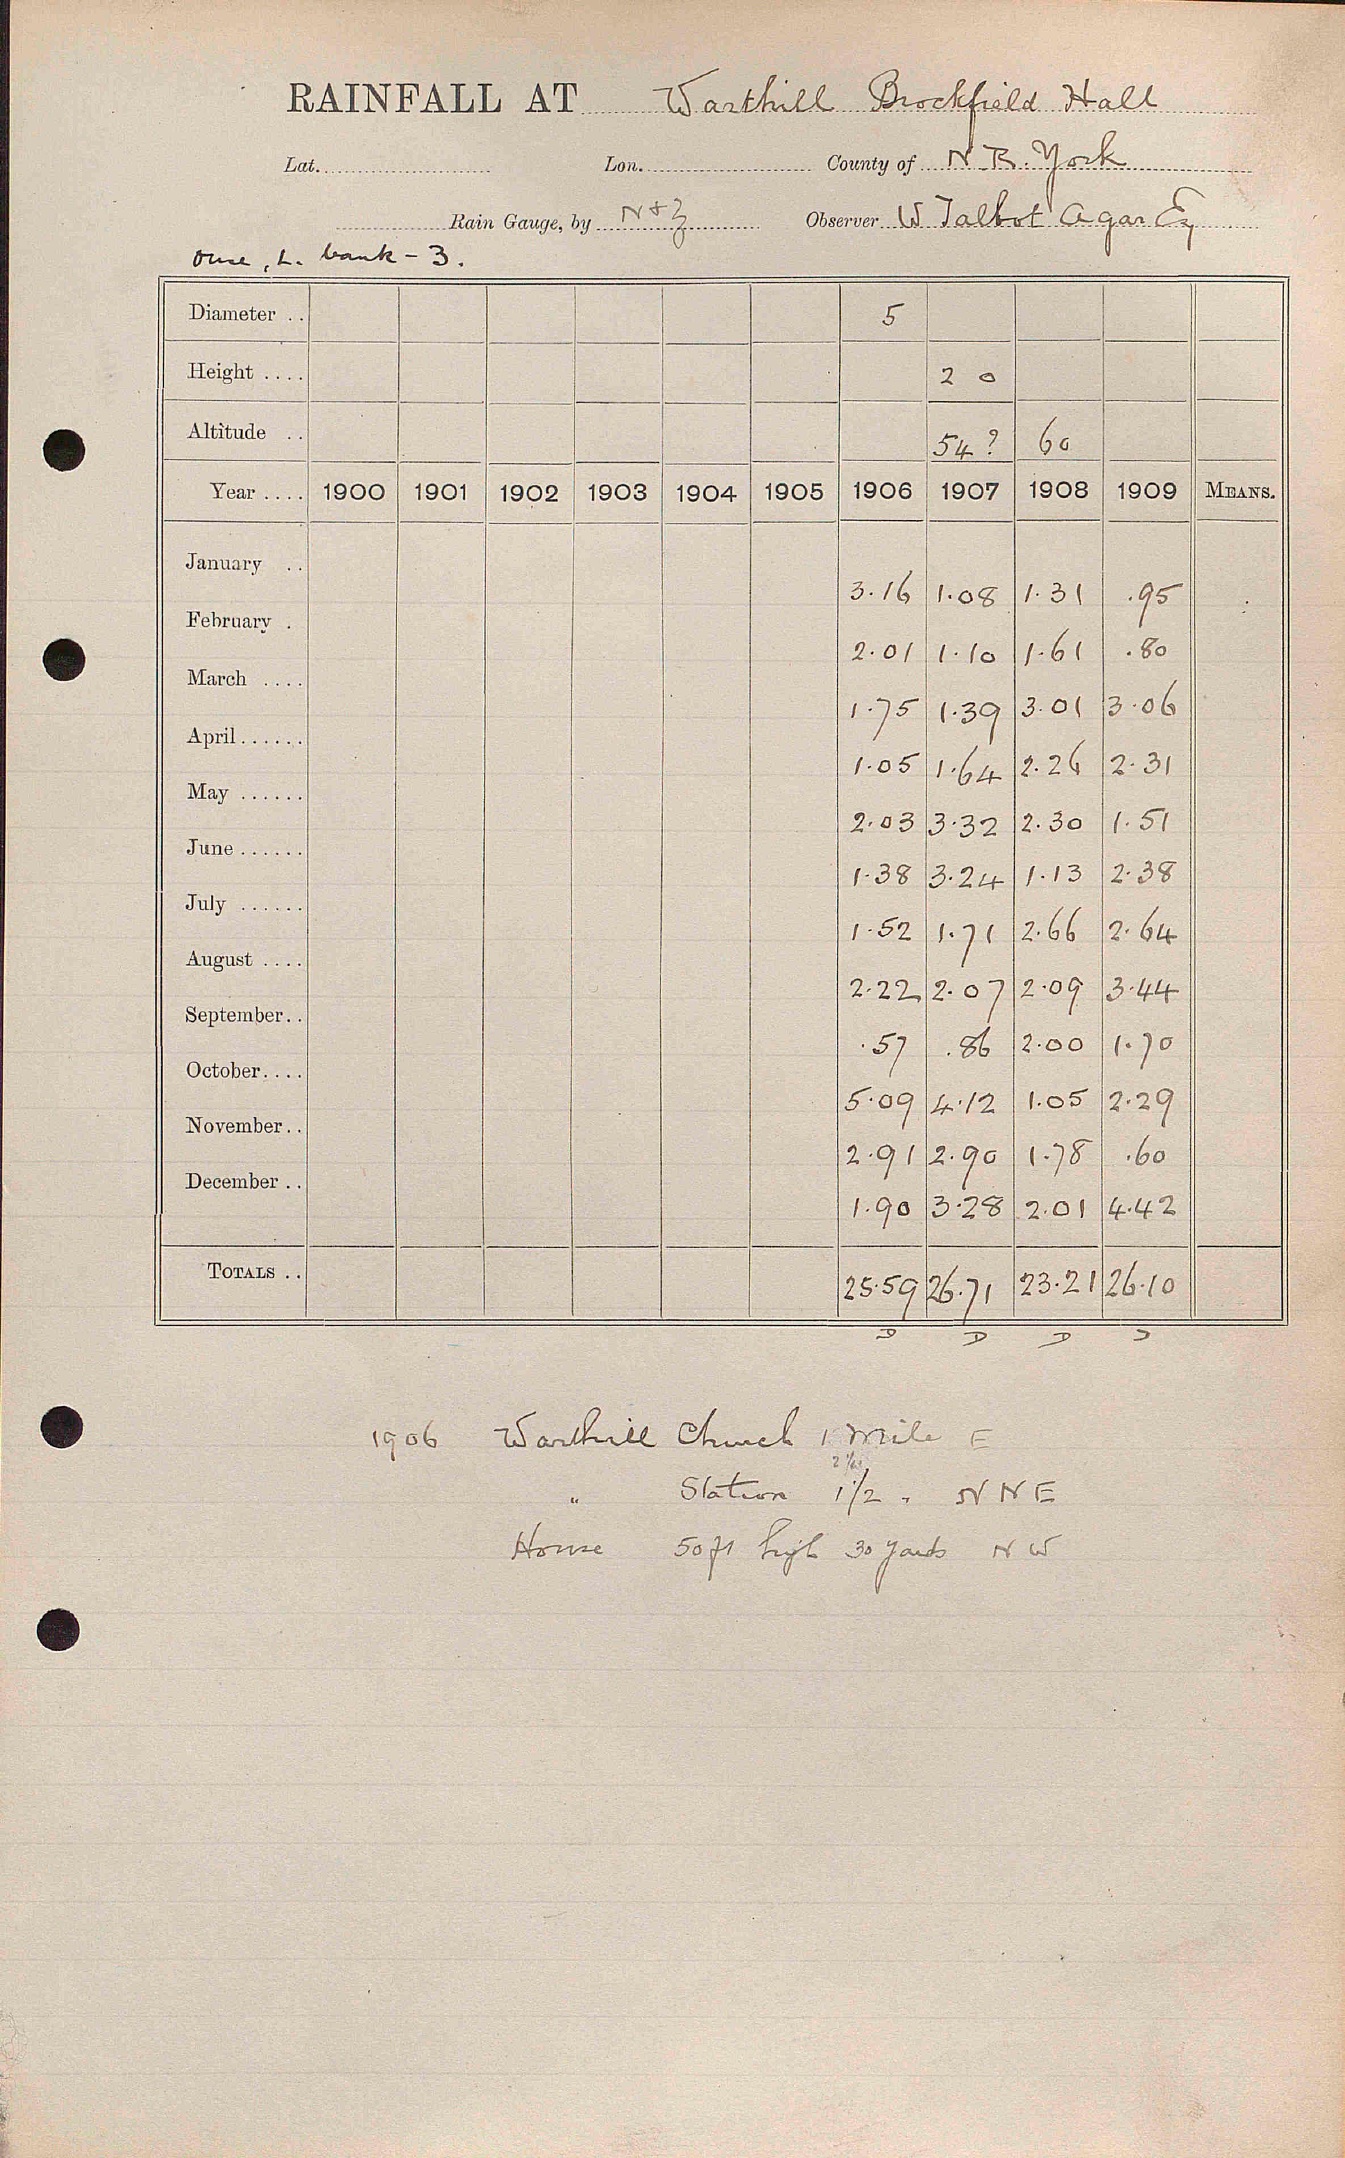 RAINFALL AT Warthill Brockfield Hall
Lat. Lon. County of N. R. York
Rain Gauge, by N+Z Observer W Talbot Agar Esq
Ouse, L. bank - 3.
Diameter .. 5
Height .... 2 0
Altitude .. 54? 60
Year .... 1900 1901 1902 1903 1904 1905 1906 1907 1908 1909 MEANS.
January .. 3.16 1.08 1.31 .95
February . 2.01 1.10 1.61 .80
March .... 1.75 1.39 3.01 3.06
April...... 1.05 1.64 2.26 2.31
May ...... 2.03 3.32 2.30 1.51
June...... 1.38 3.24 1.13 2.38
July ...... 1.52 1.71 2.66 2.64
August .... 2.22 2.07 2.09 3.44
September.. .57 .86 2.00 1.70
October.... 5.09 4.12 1.05 2.29
November.. 2.91 2.90 1.78 .60
December .. 1.90 3.28 2.01 4.42
TOTALS .. 25.59 26.71 23.21 26.10
1906 Warthill Church 1 Mile E
" Station 1 1/2 " N N E
House 50 ft high 30 yards N W